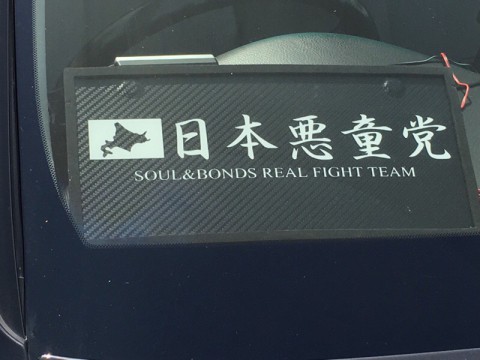 日本悪童党
SOUL&BONDS REAL FIGHT TEAM